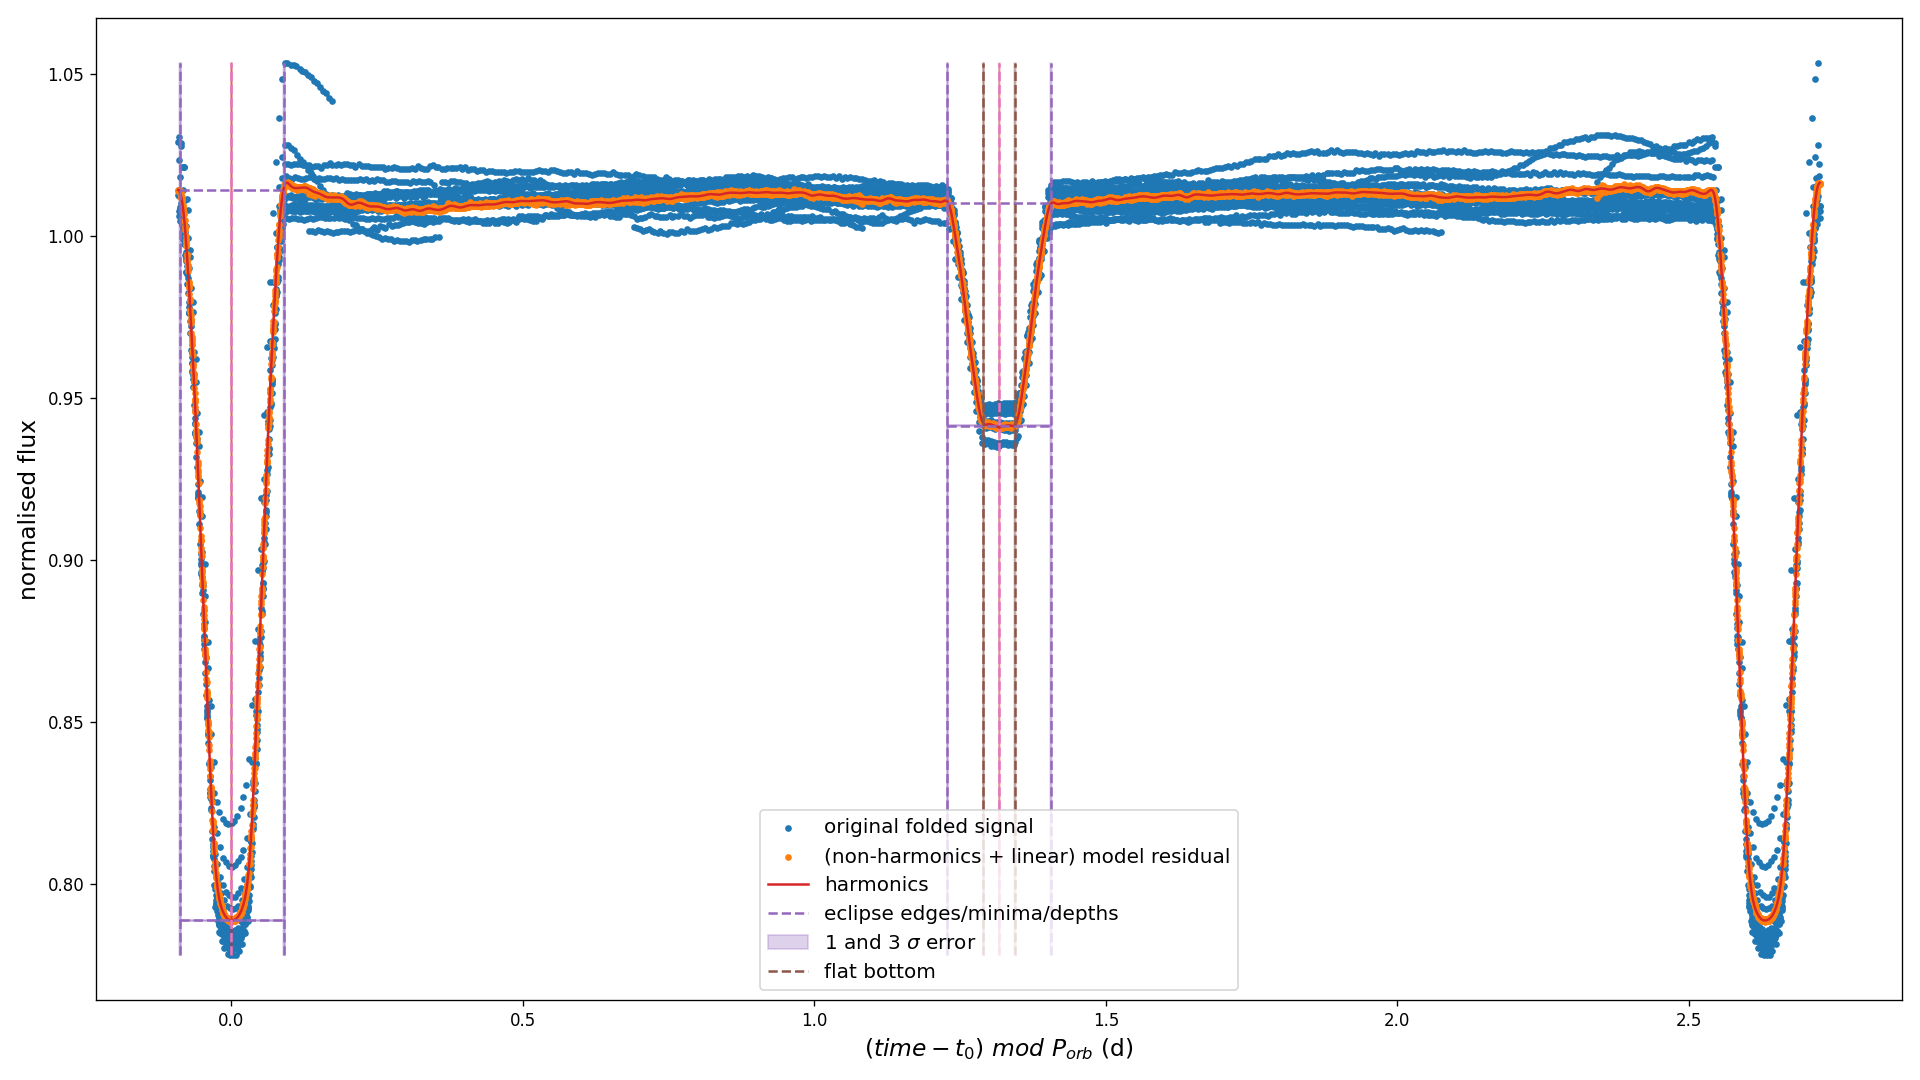 normalised flux
1.05
1.00
0.95
0.90
0.85
0.80
original folded signal
(non-harmonics + linear) model residual
harmonics
eclipse edges/minima/depths
1 and 3 σ error
flat bottom
0.0 0.5 1.0 1.5 2.0 2.5
(time − t₀) mod P_orb (d)